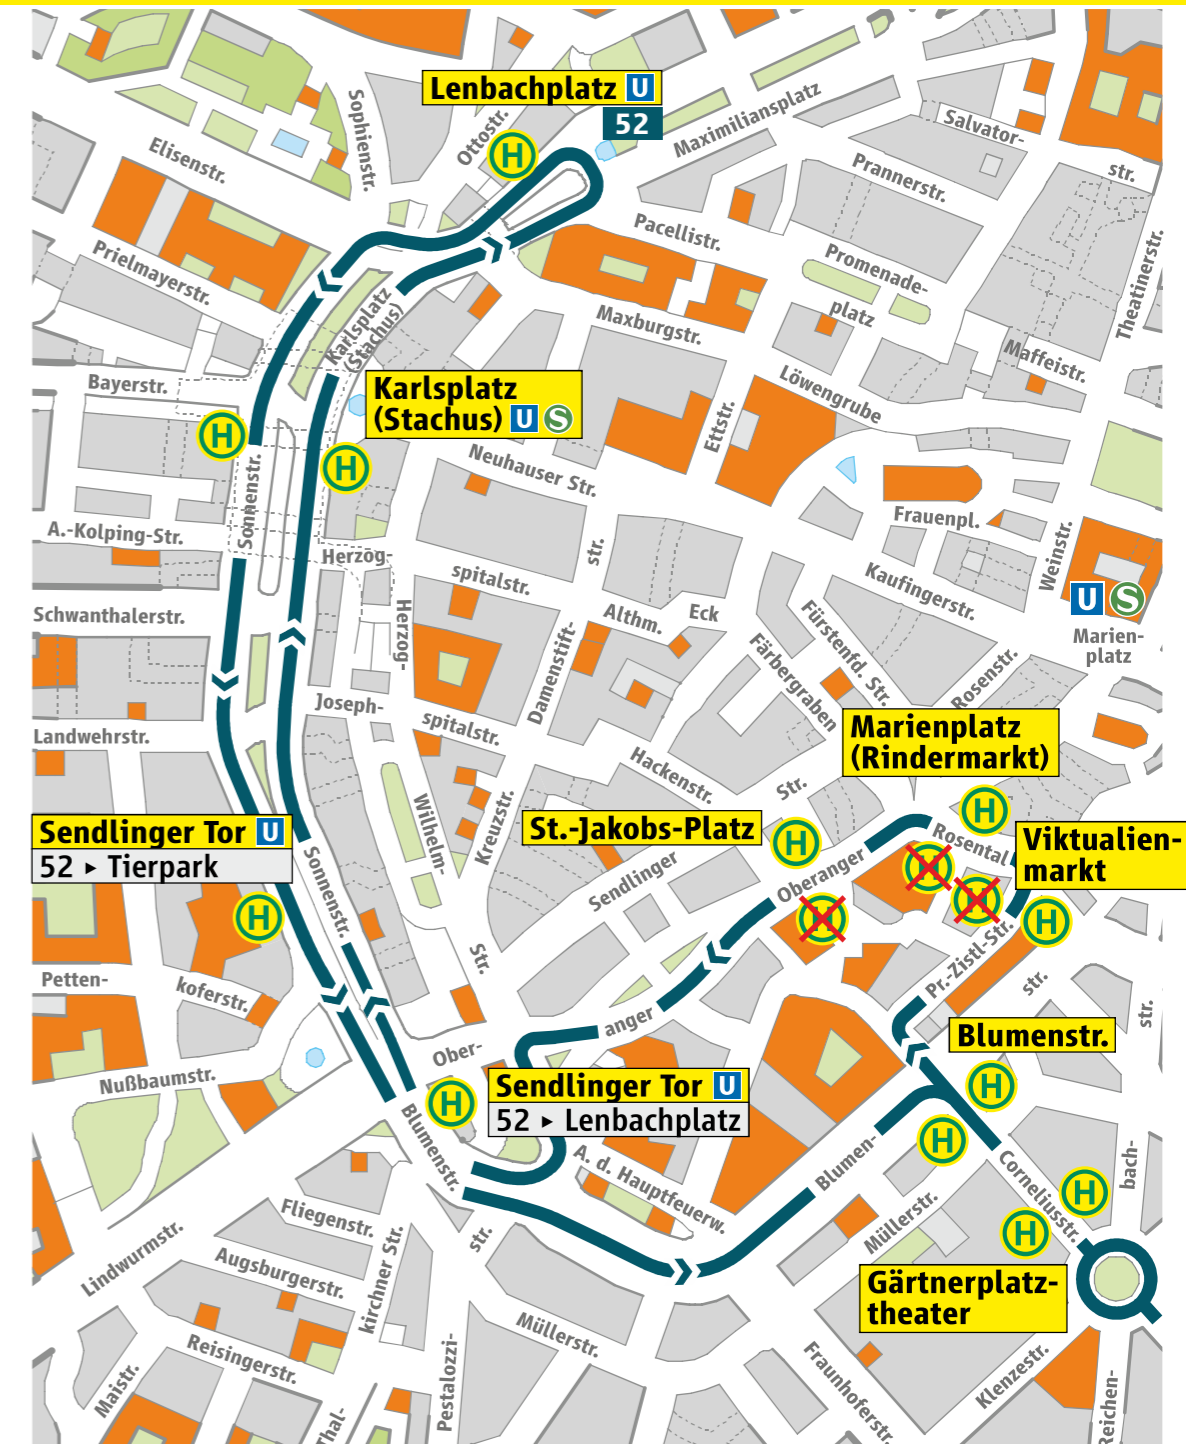 Lenbachplatz U
52
H
Ottostr.
Sophienstr.
Maximiliansplatz
Salvator-
str.
Elisenstr.
Prannerstr.
Pacellistr.
Prielmayerstr.
Promenade-
platz
Theatinerstr.
Karlsplatz
(Stachus)
Maxburgstr.
Maffeistr.
Bayerstr.
Karlsplatz
(Stachus) U S
Löwengrube
Ettstr.
H
H
Neuhauser Str.
Sonnenstr.
A.-Kolping-Str.
Frauenpl.
Weinstr.
Herzog-
spitalstr.
str.
Kaufingerstr.
U S
Schwanthalerstr.
Herzog-
Althm.
Eck
Fürstenfd. Str.
Färbergraben
Marien-
platz
Rosenstr.
Damenstift-
Joseph-
spitalstr.
Landwehrstr.
Marienplatz
(Rindermarkt)
Hackenstr.
Str.
H
Wilhelm-
Kreuzstr.
St.-Jakobs-Platz
Sendlinger Tor U
52 ▸ Tierpark
H
Rosental
Viktualien-
markt
Sonnenstr.
Sendlinger
Oberanger
H
H
H
H
H
Str.
Pr.-Zistl-Str.
Petten-
koferstr.
str.
str.
anger
Blumenstr.
Ober-
Nußbaumstr.
H
Sendlinger Tor U
52 ▸ Lenbachplatz
H
Blumenstr.
H
Blumen-
A. d. Hauptfeuerw.
Corneliusstr.
bach-
H
H
Fliegenstr.
str.
Müllerstr.
Lindwurmstr.
Augsburgerstr.
kirchner Str.
Gärtnerplatz-
theater
Müllerstr.
Reisingerstr.
Pestalozzi-
Fraunhoferstr.
Klenzestr.
Maistr.
Thal-
Reichen-